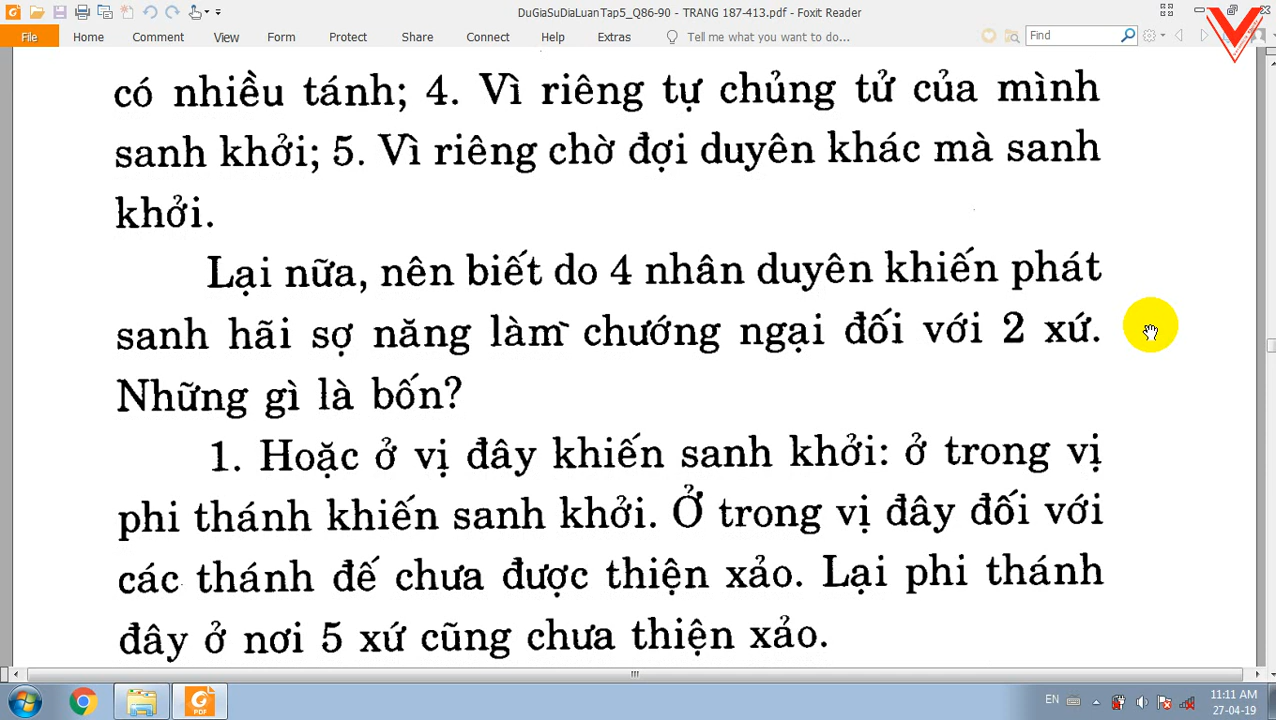 DuGiaSuDiaLuanTap5_Q86-90 - TRANG 187-413.pdf - Foxit Reader
File Home Comment View Form Protect Share Connect Help Extras Tell me what you want to do... Find
có nhiều tánh; 4. Vì riêng tự chủng tử của mình
sanh khởi; 5. Vì riêng chờ đợi duyên khác mà sanh
khởi.
Lại nữa, nên biết do 4 nhân duyên khiến phát
sanh hãi sợ năng làm chướng ngại đối với 2 xứ.
Những gì là bốn?
1. Hoặc ở vị đây khiến sanh khởi: ở trong vị
phi thánh khiến sanh khởi. Ở trong vị đây đối với
các thánh đế chưa được thiện xảo. Lại phi thánh
đây ở nơi 5 xứ cũng chưa thiện xảo.
PDF
EN
11:11 AM
27-04-19